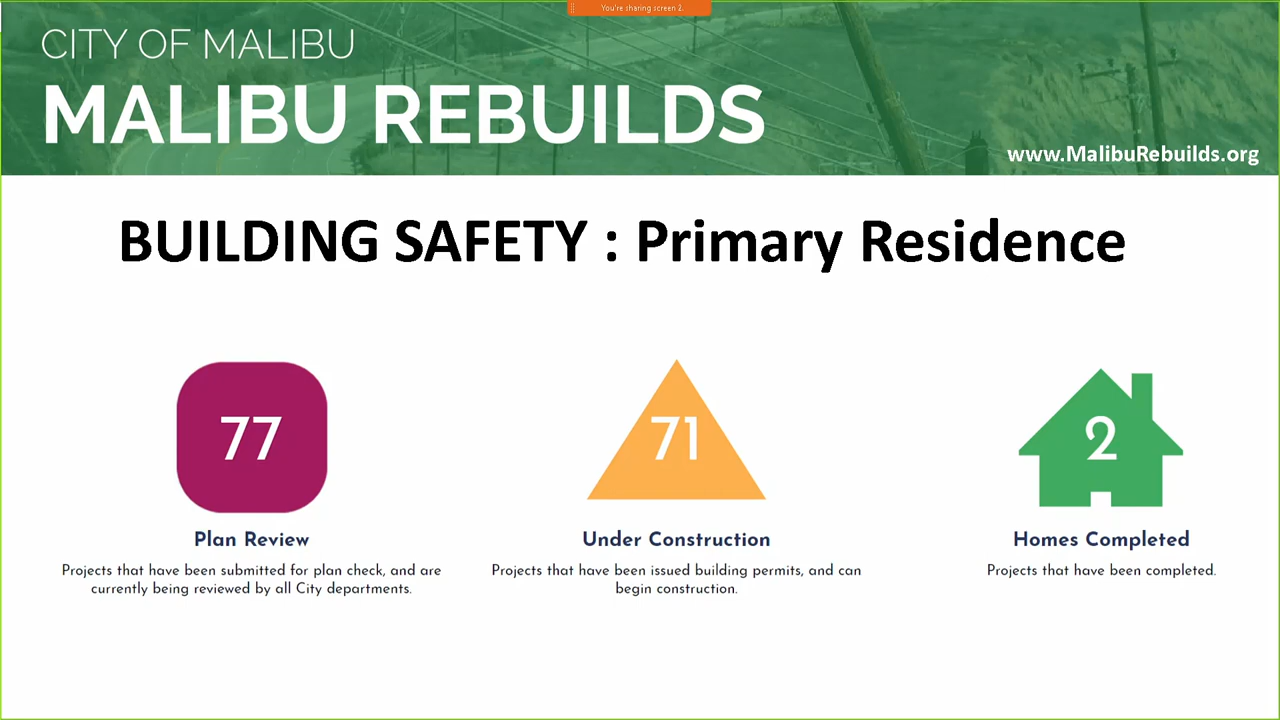 You're sharing screen 2.
CITY OF MALIBU
MALIBU REBUILDS
www.MalibuRebuilds.org
BUILDING SAFETY : Primary Residence
77
71
2
Plan Review
Under Construction
Homes Completed
Projects that have been submitted for plan check, and are
currently being reviewed by all City departments.
Projects that have been issued building permits, and can
begin construction.
Projects that have been completed.